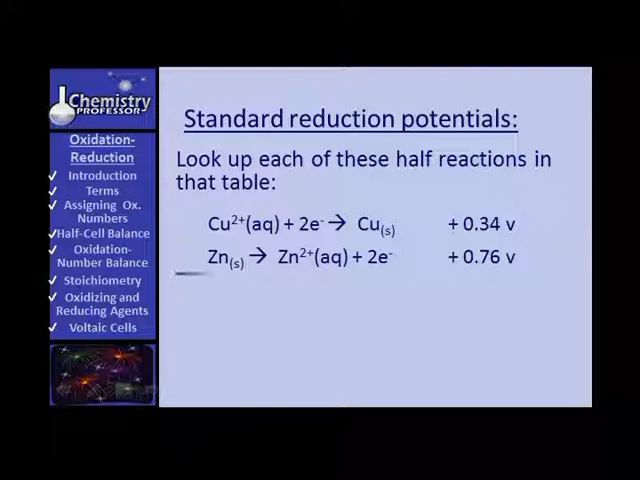 Chemistry
PROFESSOR
Oxidation-
Reduction
✓ Introduction
✓ Terms
✓ Assigning Ox.
Numbers
✓Half-Cell Balance
✓ Oxidation-
Number Balance
✓ Stoichiometry
✓ Oxidizing and
Reducing Agents
✓ Voltaic Cells
Standard reduction potentials:
Look up each of these half reactions in
that table:
Cu²⁺(aq) + 2e⁻ → Cu₍ₛ₎ + 0.34 v
Zn₍ₛ₎ → Zn²⁺(aq) + 2e⁻ + 0.76 v